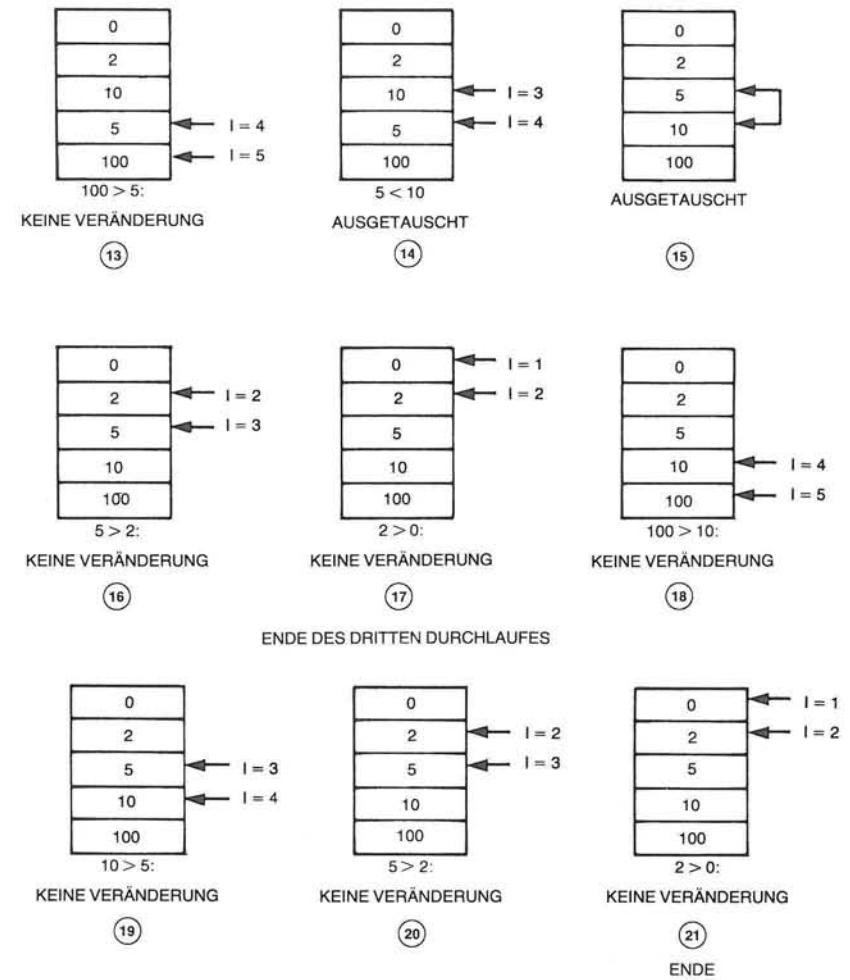 0
2
10
5
100
I = 4
I = 5
100 > 5:
KEINE VERÄNDERUNG
13
0
2
10
5
100
I = 3
I = 4
5 < 10
AUSGETAUSCHT
14
0
2
5
10
100
AUSGETAUSCHT
15
0
2
5
10
100
I = 2
I = 3
5 > 2:
KEINE VERÄNDERUNG
16
0
2
5
10
100
I = 1
I = 2
2 > 0:
KEINE VERÄNDERUNG
17
0
2
5
10
100
I = 4
I = 5
100 > 10:
KEINE VERÄNDERUNG
18
ENDE DES DRITTEN DURCHLAUFES
0
2
5
10
100
I = 3
I = 4
10 > 5:
KEINE VERÄNDERUNG
19
0
2
5
10
100
I = 2
I = 3
5 > 2:
KEINE VERÄNDERUNG
20
0
2
5
10
100
I = 1
I = 2
2 > 0:
KEINE VERÄNDERUNG
21
ENDE